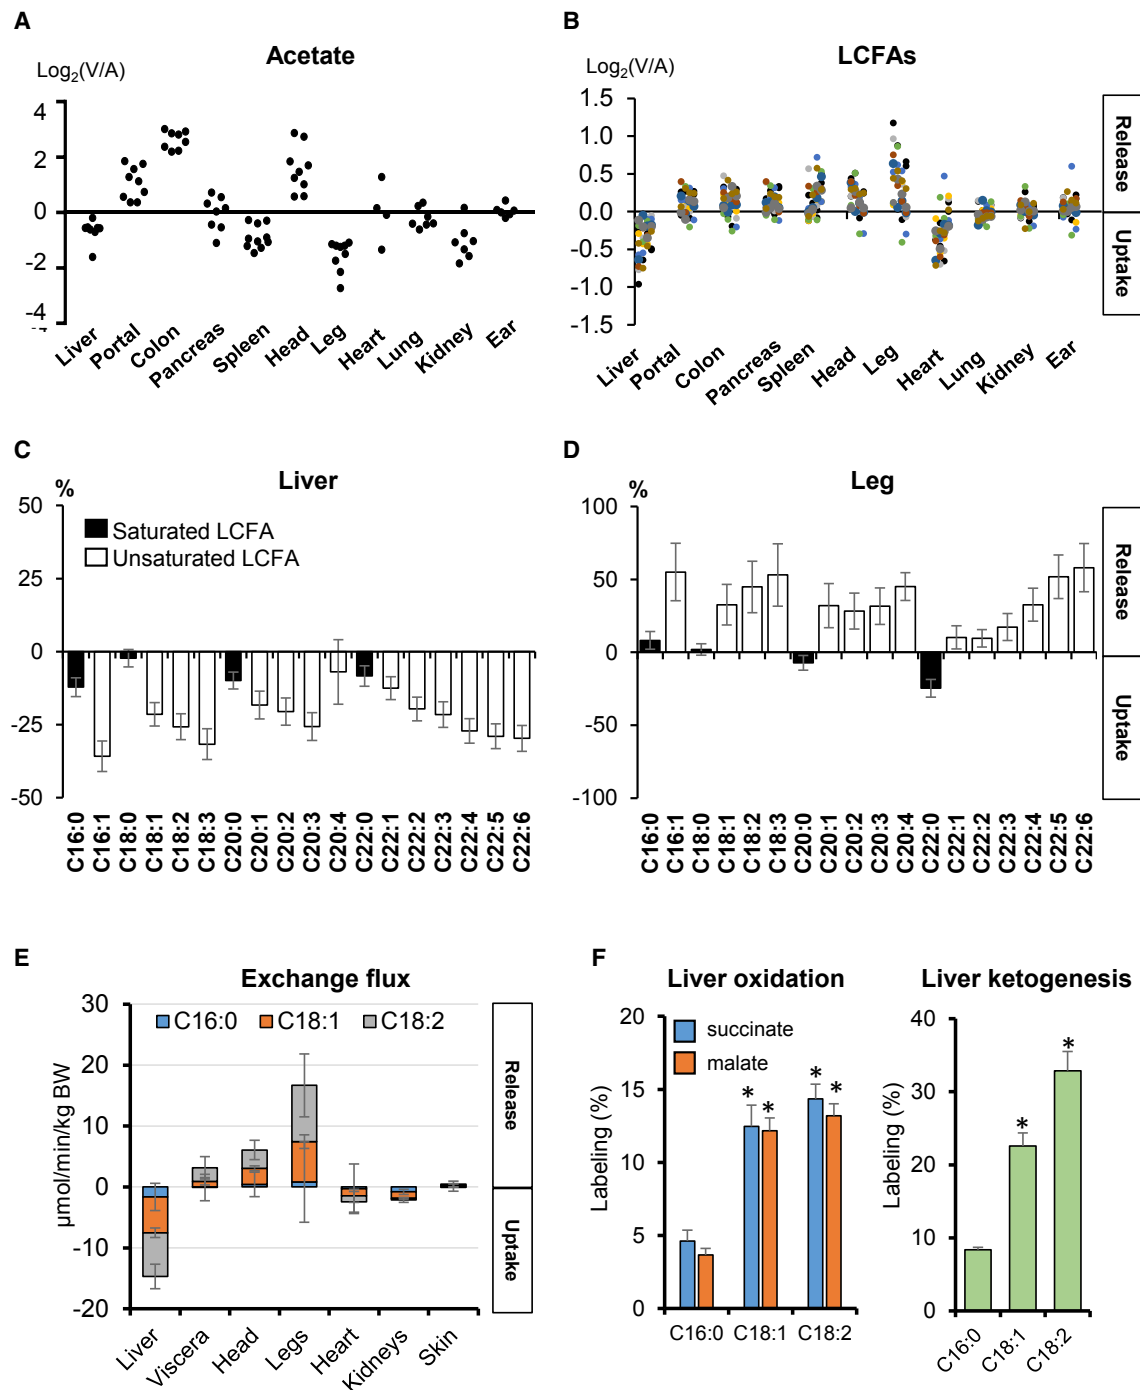 A
Acetate
Log2(V/A)
4
2
0
-2
-4
Liver
Portal
Colon
Pancreas
Spleen
Head
Leg
Heart
Lung
Kidney
Ear
B
LCFAs
Log2(V/A)
1.5
1.0
0.5
0.0
-0.5
-1.0
-1.5
Release
Uptake
Liver
Portal
Colon
Pancreas
Spleen
Head
Leg
Heart
Lung
Kidney
Ear
C
Liver
%
50
25
0
-25
-50
Saturated LCFA
Unsaturated LCFA
C16:0
C16:1
C18:0
C18:1
C18:2
C18:3
C20:0
C20:1
C20:2
C20:3
C20:4
C22:0
C22:1
C22:2
C22:3
C22:4
C22:5
C22:6
D
Leg
%
100
50
0
-50
-100
Release
Uptake
C16:0
C16:1
C18:0
C18:1
C18:2
C18:3
C20:0
C20:1
C20:2
C20:3
C20:4
C22:0
C22:1
C22:2
C22:3
C22:4
C22:5
C22:6
E
Exchange flux
µmol/min/kg BW
30
20
10
0
-10
-20
C16:0 C18:1 C18:2
Release
Uptake
Liver
Viscera
Head
Legs
Heart
Kidneys
Skin
F
Liver oxidation
Labeling (%)
20
15
10
5
0
succinate
malate
* *
* *
C16:0
C18:1
C18:2
Liver ketogenesis
Labeling (%)
40
30
20
10
0
*
*
C16:0
C18:1
C18:2